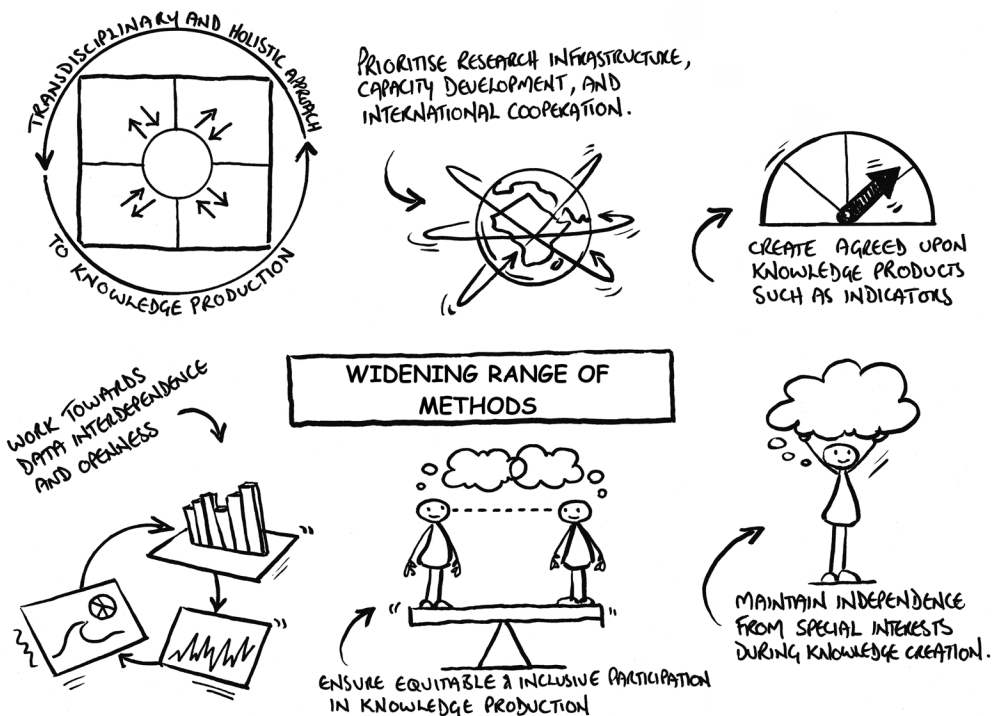 TRANSDISCIPLINARY AND HOLISTIC APPROACH
TO KNOWLEDGE PRODUCTION
PRIORITISE RESEARCH INFRASTRUCTURE,
CAPACITY DEVELOPMENT, AND
INTERNATIONAL COOPERATION.
CREATE AGREED UPON
KNOWLEDGE PRODUCTS
SUCH AS INDICATORS
WIDENING RANGE OF
METHODS
WORK TOWARDS
DATA INTERDEPENDENCE
AND OPENNESS
ENSURE EQUITABLE & INCLUSIVE PARTICIPATION
IN KNOWLEDGE PRODUCTION
MAINTAIN INDEPENDENCE
FROM SPECIAL INTERESTS
DURING KNOWLEDGE CREATION.